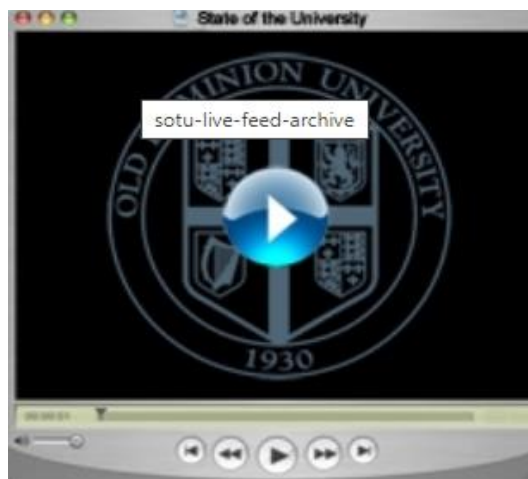 State of the University
OLD DOMINION UNIVERSITY
sotu-live-feed-archive
1930